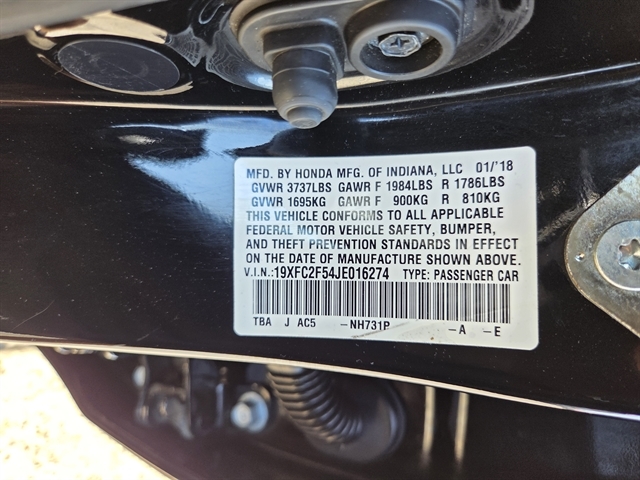 MFD. BY HONDA MFG. OF INDIANA, LLC 01/'18
GVWR 3737LBS GAWR F 1984LBS R 1786LBS
GVWR 1695KG GAWR F 900KG R 810KG
THIS VEHICLE CONFORMS TO ALL APPLICABLE
FEDERAL MOTOR VEHICLE SAFETY, BUMPER,
AND THEFT PREVENTION STANDARDS IN EFFECT
ON THE DATE OF MANUFACTURE SHOWN ABOVE.
V.I.N.:19XFC2F54JE016274 TYPE: PASSENGER CAR
TBA J AC5 -NH731P -A -E